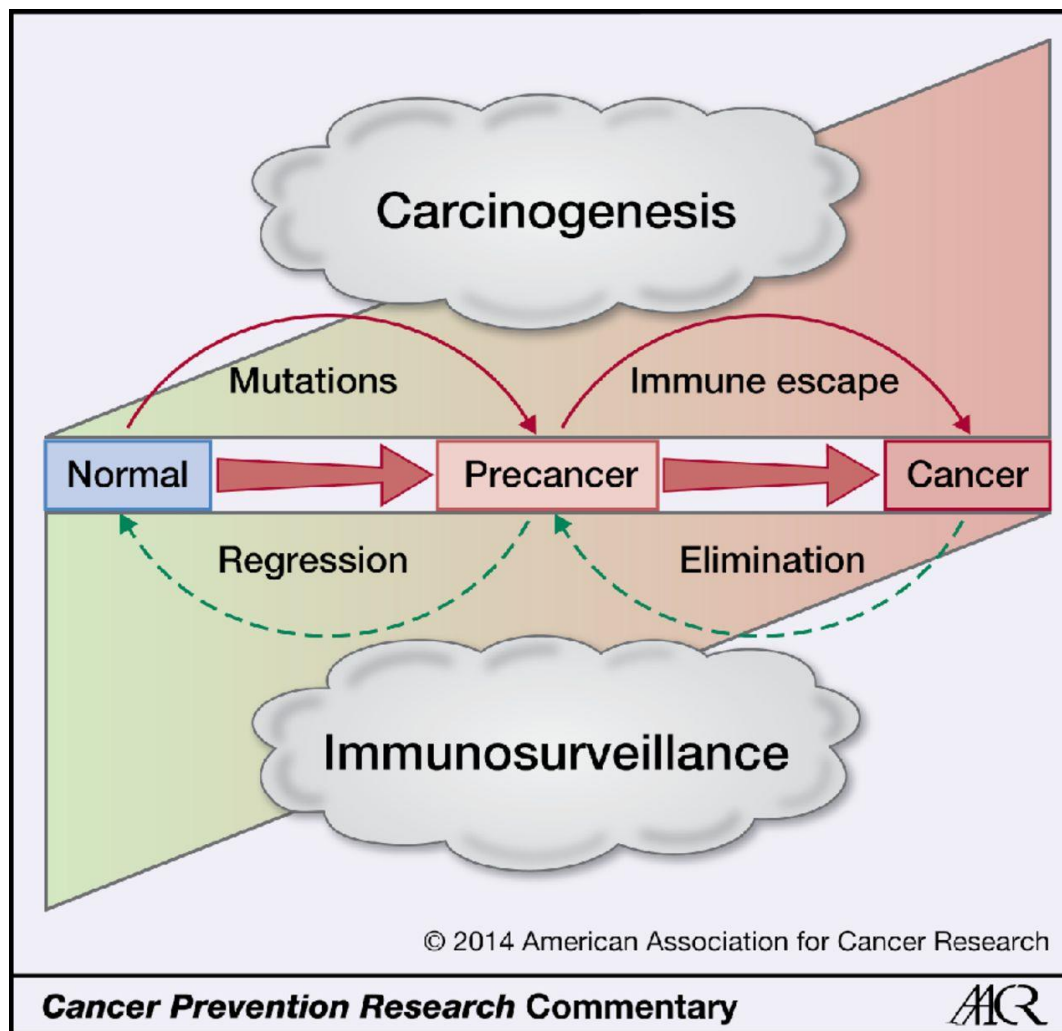 Carcinogenesis
Mutations
Immune escape
Normal
Precancer
Cancer
Regression
Elimination
Immunosurveillance
© 2014 American Association for Cancer Research
Cancer Prevention Research Commentary
AACR